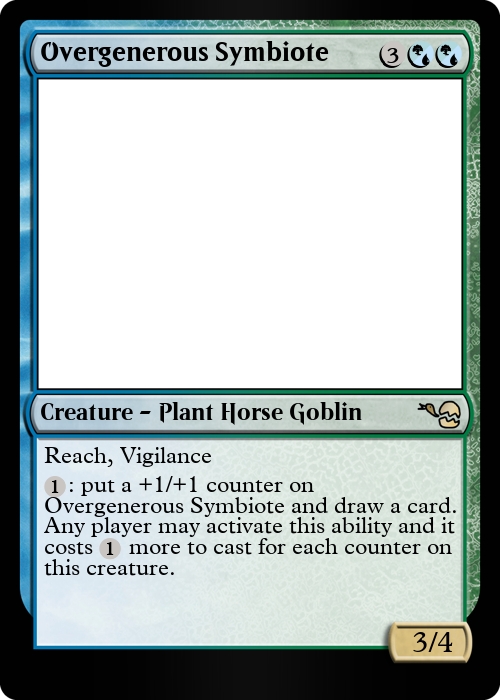 Overgenerous Symbiote 3
Creature – Plant Horse Goblin
Reach, Vigilance
1: put a +1/+1 counter on
Overgenerous Symbiote and draw a card.
Any player may activate this ability and it
costs 1 more to cast for each counter on
this creature.
3/4